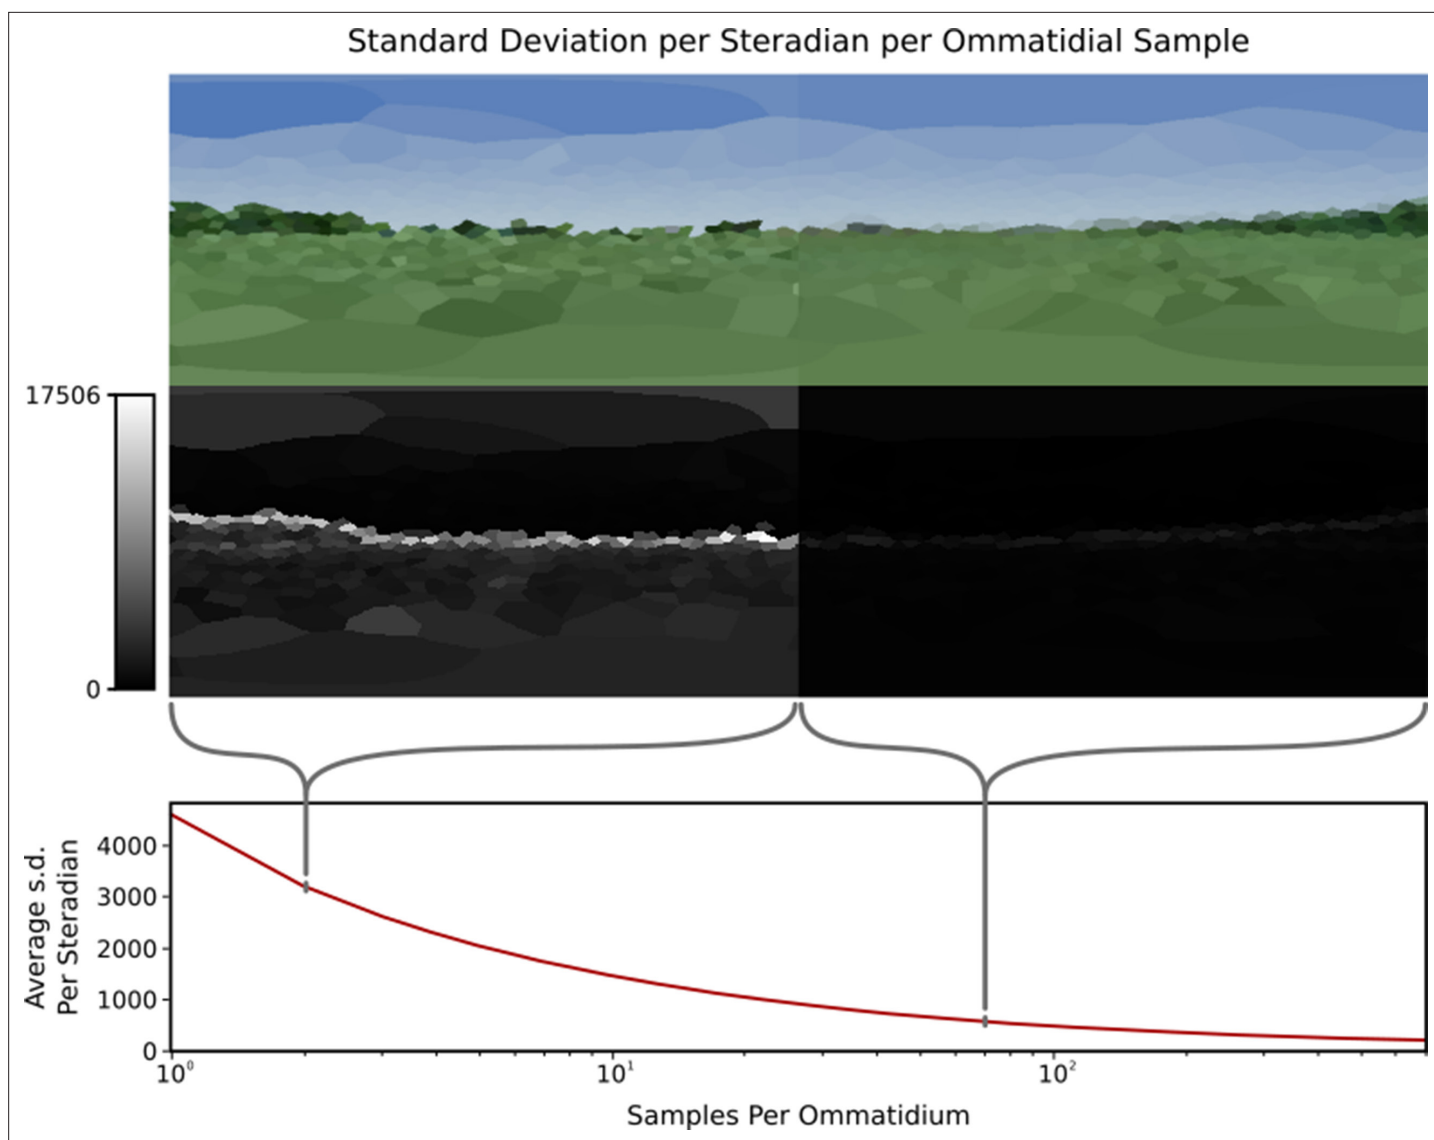 Standard Deviation per Steradian per Ommatidial Sample
17506
0
Average s.d.
Per Steradian
4000
3000
2000
1000
0
10⁰
10¹
10²
Samples Per Ommatidium